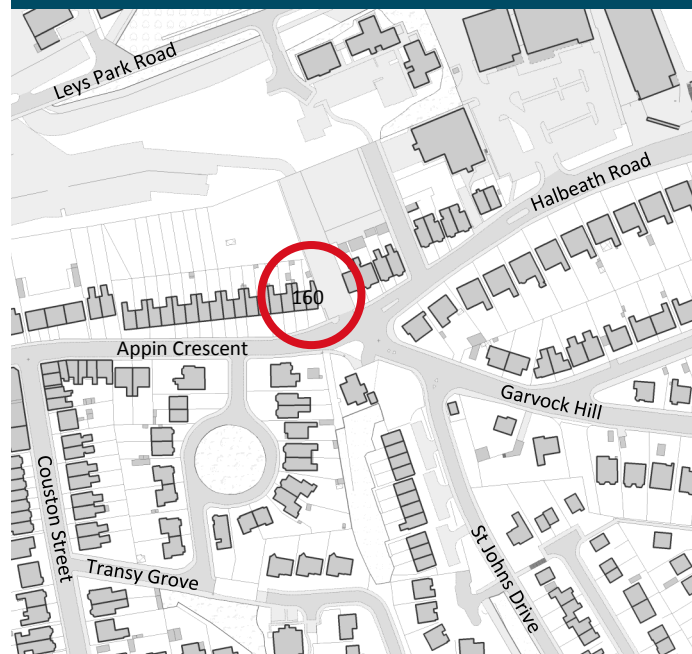 Leys Park Road
Halbeath Road
160
Appin Crescent
Garvock Hill
Couston Street
St Johns Drive
Transy Grove